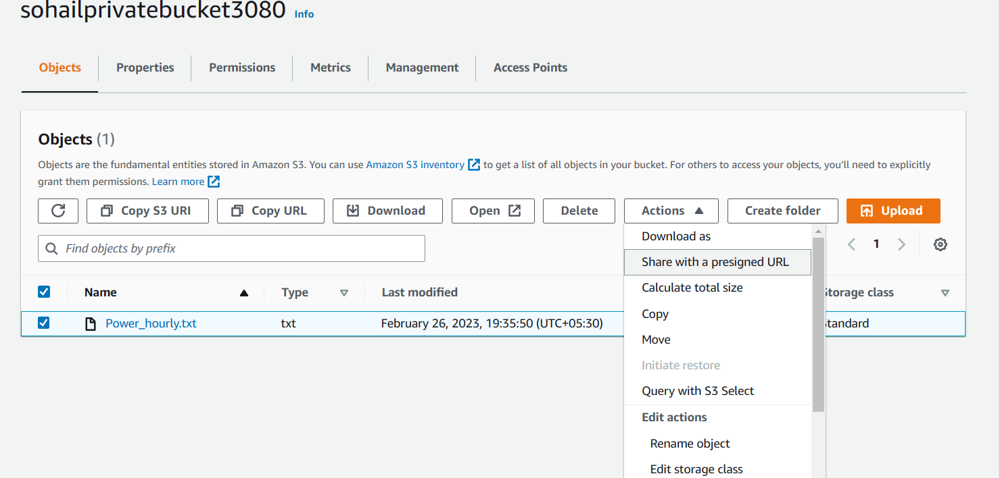 sohailprivatebucket3080 Info
Objects Properties Permissions Metrics Management Access Points
Objects (1)
Objects are the fundamental entities stored in Amazon S3. You can use Amazon S3 inventory to get a list of all objects in your bucket. For others to access your objects, you'll need to explicitly
grant them permissions. Learn more
Copy S3 URI Copy URL Download Open Delete Actions Create folder Upload
Find objects by prefix
1
Name Type Last modified Storage class
Power_hourly.txt txt February 26, 2023, 19:35:50 (UTC+05:30) Standard
Download as
Share with a presigned URL
Calculate total size
Copy
Move
Initiate restore
Query with S3 Select
Edit actions
Rename object
Edit storage class